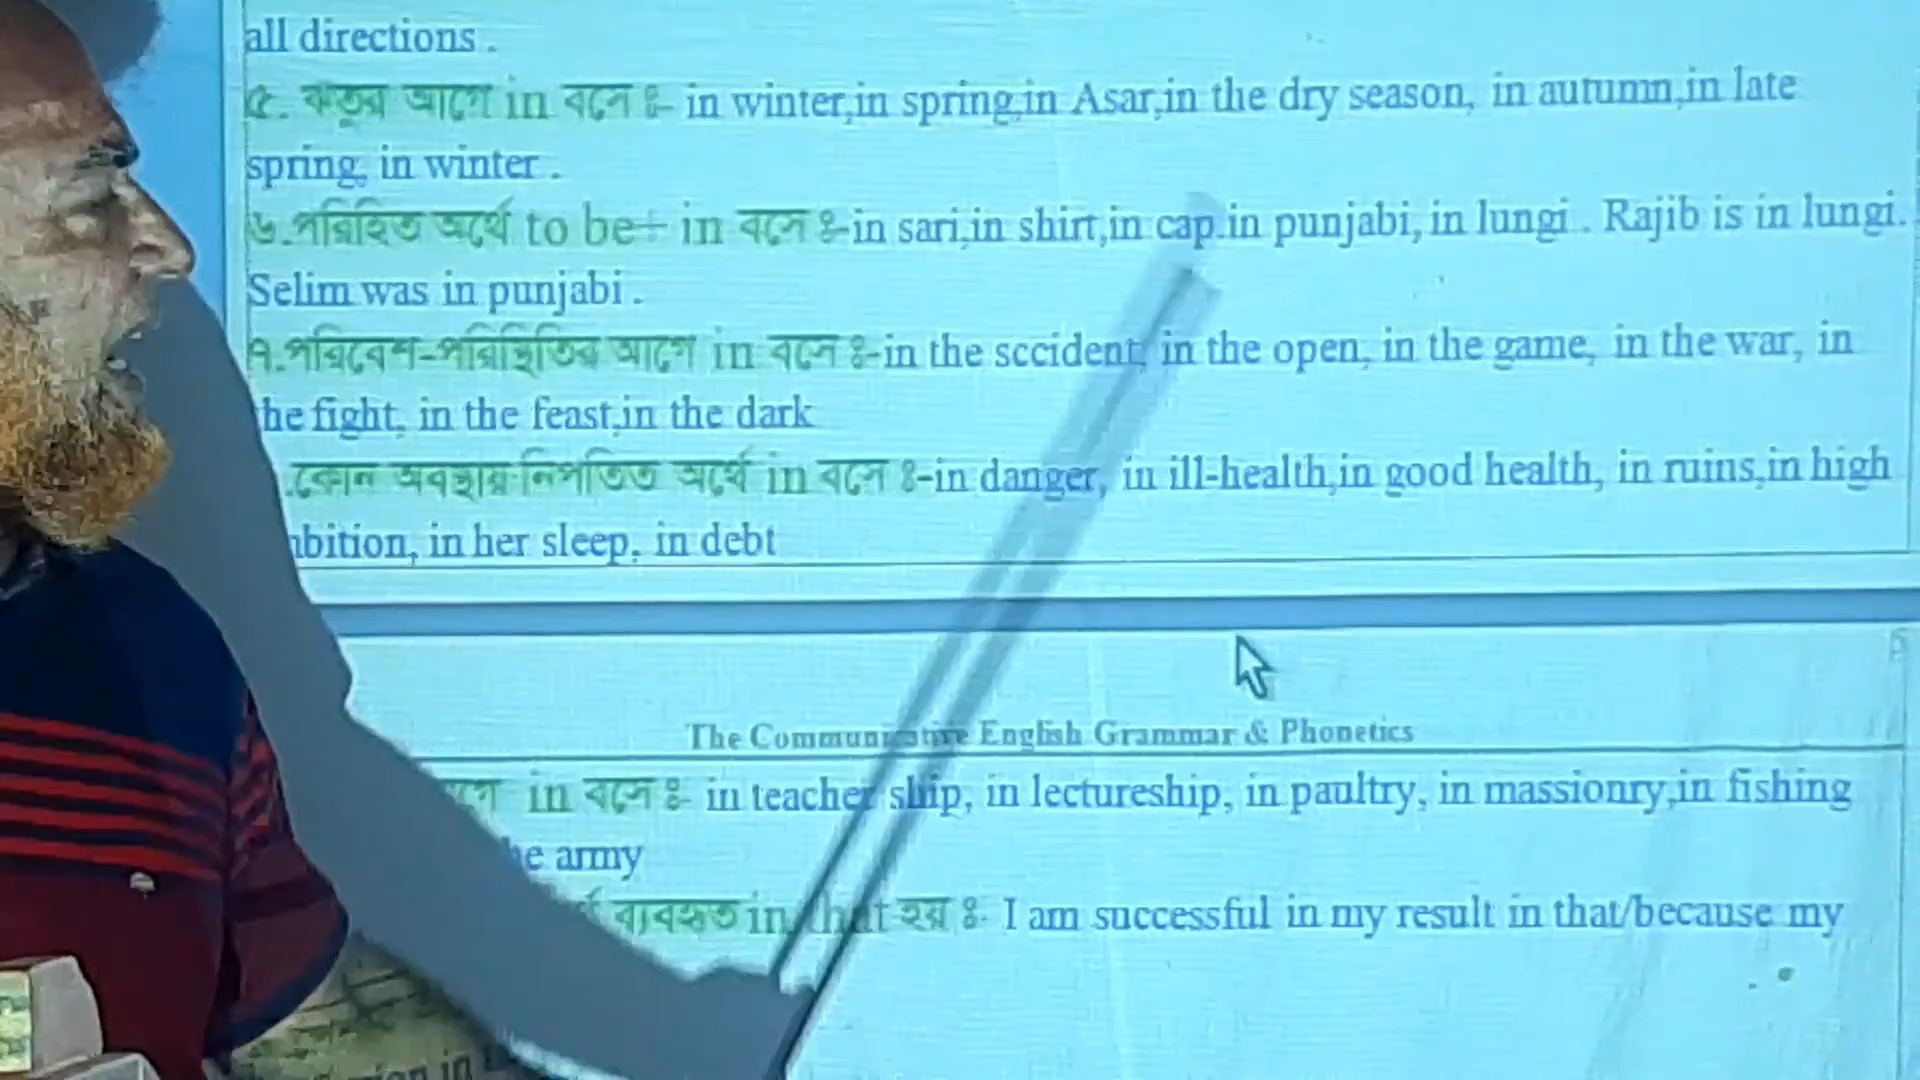 all directions .
৫. ঋতুর আগে in বসে ঃ- in winter,in spring,in Asar,in the dry season, in autumn,in late
spring, in winter .
৬.পরিহিত অর্থে to be+ in বসে ঃ-in sari,in shirt,in cap.in punjabi, in lungi . Rajib is in lungi.
Selim was in punjabi .
৭.পরিবেশ-পরিস্থিতির আগে in বসে ঃ-in the sccident, in the open, in the game, in the war, in
he fight, in the feast,in the dark
.কোন অবস্থায় নিপতিত অর্থে in বসে ঃ-in danger, in ill-health,in good health, in ruins,in high
bition, in her sleep, in debt
5
The Communicative English Grammar & Phonetics
in বসে ঃ- in teacher ship, in lectureship, in paultry, in massionry,in fishing
army
ব্যবহৃত in that হয় ঃ- I am successful in my result in that/because my